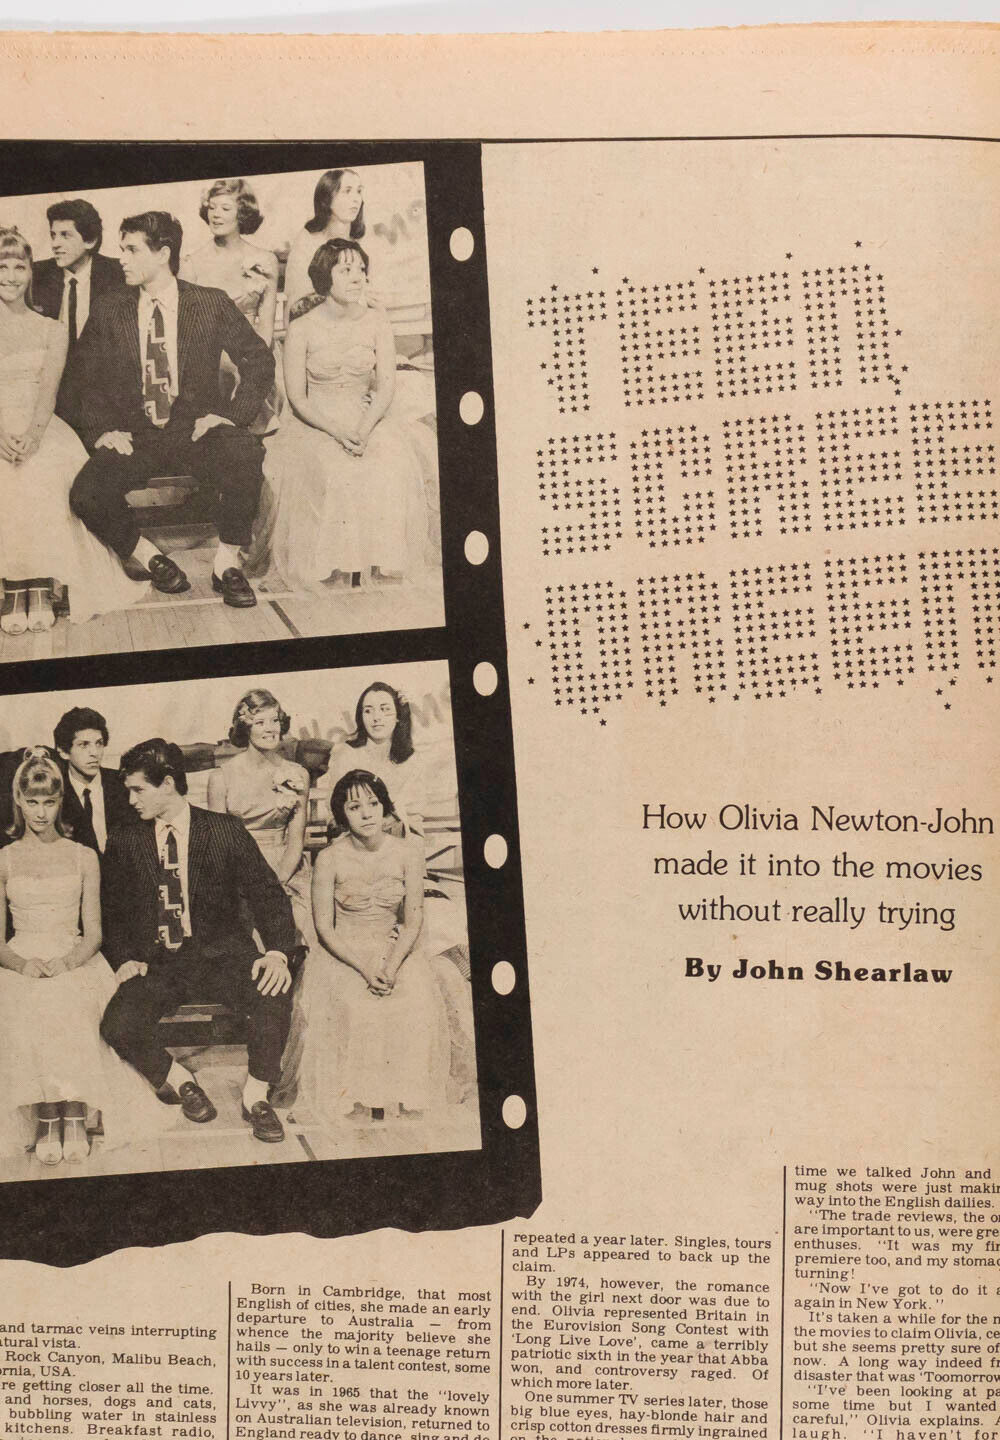 TEEN
SCREE
QUEEN
How Olivia Newton-John
made it into the movies
without really trying
By John Shearlaw
and tarmac veins interrupting
atural vista.
Rock Canyon, Malibu Beach,
ornia, USA.
re getting closer all the time.
and horses, dogs and cats,
bubbling water in stainless
kitchens. Breakfast radio,
Born in Cambridge, that most
English of cities, she made an early
departure to Australia — from
whence the majority believe she
hails — only to win a teenage return
with success in a talent contest, some
10 years later.
It was in 1965 that the "lovely
Livvy", as she was already known
on Australian television, returned to
England ready to dance, sing and do
repeated a year later. Singles, tours
and LPs appeared to back up the
claim.
By 1974, however, the romance
with the girl next door was due to
end. Olivia represented Britain in
the Eurovision Song Contest with
'Long Live Love', came a terribly
patriotic sixth in the year that Abba
won, and controversy raged. Of
which more later.
One summer TV series later, those
big blue eyes, hay-blonde hair and
crisp cotton dresses firmly ingrained
time we talked John and
mug shots were just makin
way into the English dailies.
"The trade reviews, the o
are important to us, were gre
enthuses. "It was my fir
premiere too, and my stomac
turning!
"Now I've got to do it a
again in New York."
It's taken a while for the m
the movies to claim Olivia, ce
but she seems pretty sure of
now. A long way indeed fr
disaster that was 'Toomorrow
"I've been looking at pa
some time but I wanted
careful," Olivia explains. A
laugh. "I haven't for